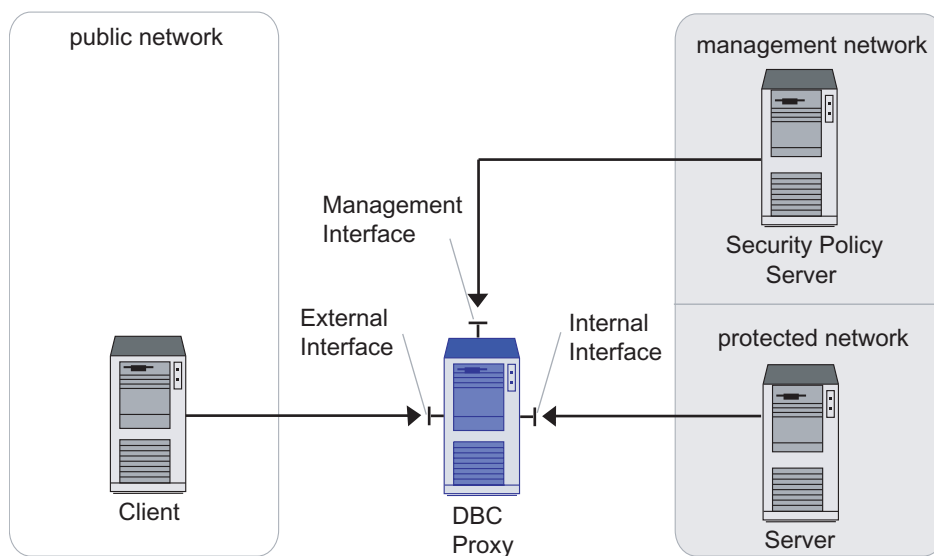 public network
management network
Management
Interface
Security Policy
Server
External
Interface
Internal
Interface
protected network
Client
DBC
Proxy
Server